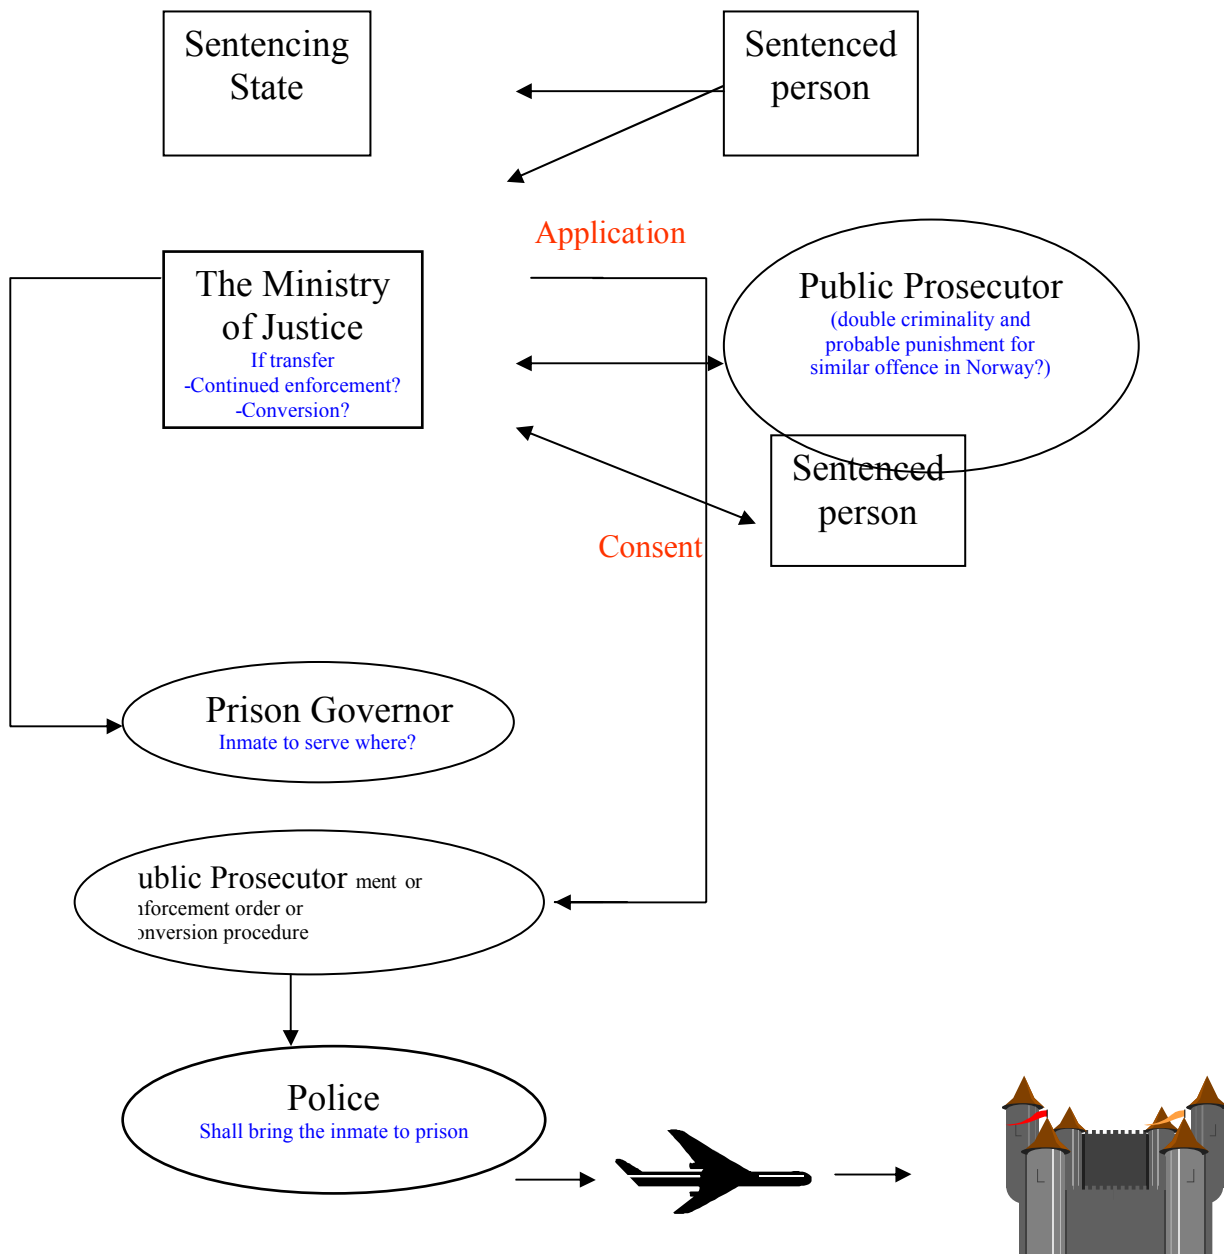 Sentencing
State
Sentenced
person
Application
The Ministry
of Justice
If transfer
-Continued enforcement?
-Conversion?
Public Prosecutor
(double criminality and
probable punishment for
similar offence in Norway?)
Sentenced
person
Consent
Prison Governor
Inmate to serve where?
ublic Prosecutor ment or
nforcement order or
onversion procedure
Police
Shall bring the inmate to prison